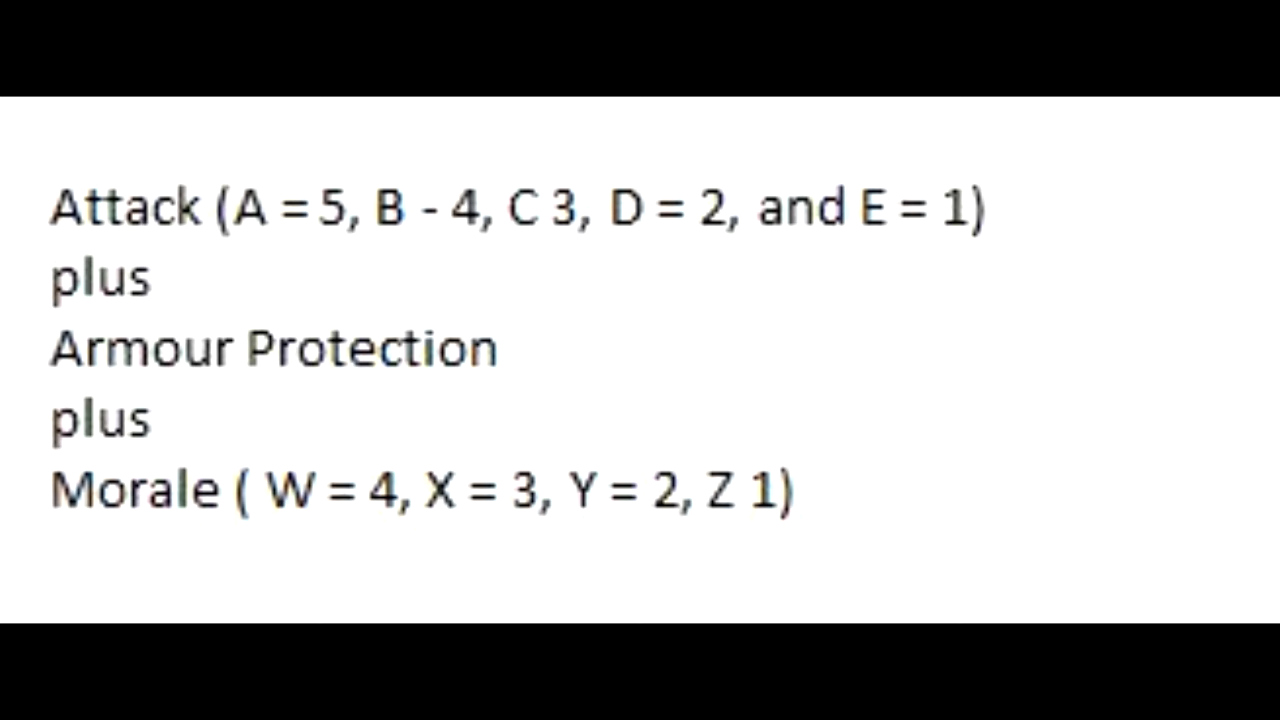 Attack (A = 5, B - 4, C 3, D = 2, and E = 1)
plus
Armour Protection
plus
Morale ( W = 4, X = 3, Y = 2, Z 1)